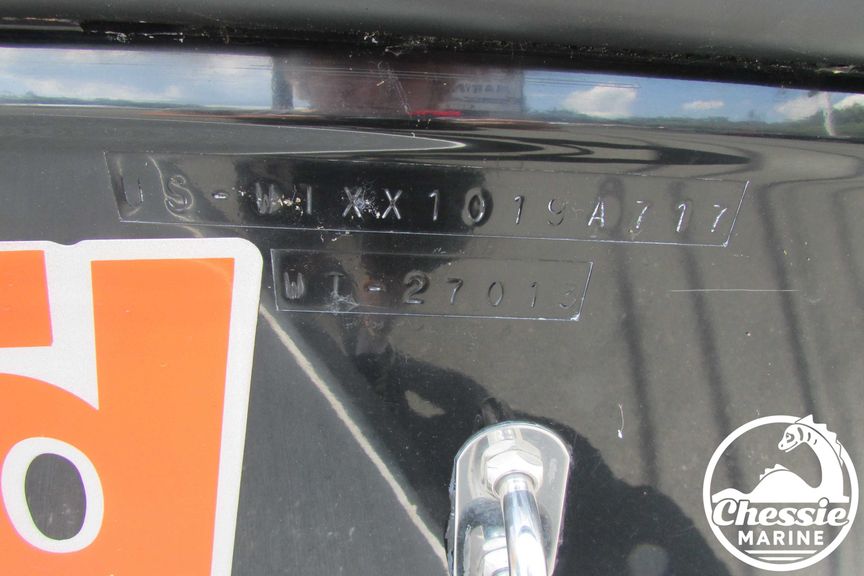 US-WIXX1019A717
WI-27013
Chessie
MARINE